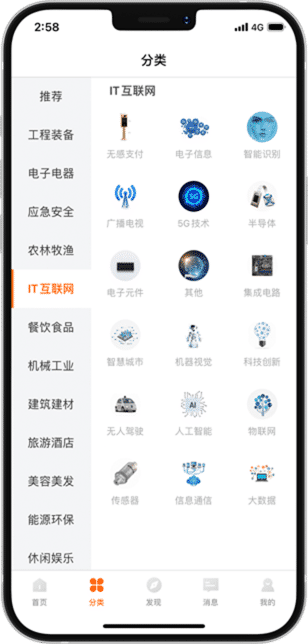 2:58
4G
分类
推荐
工程装备
电子电器
应急安全
农林牧渔
IT互联网
餐饮食品
机械工业
建筑建材
旅游酒店
美容美发
能源环保
休闲娱乐
IT互联网
无感支付 电子信息 智能识别
广播电视 5G技术 半导体
5G
电子元件 其他 集成电路
智慧城市 机器视觉 科技创新
AI
无人驾驶 人工智能 物联网
传感器 信息通信 大数据
首页 分类 发现 消息 我的